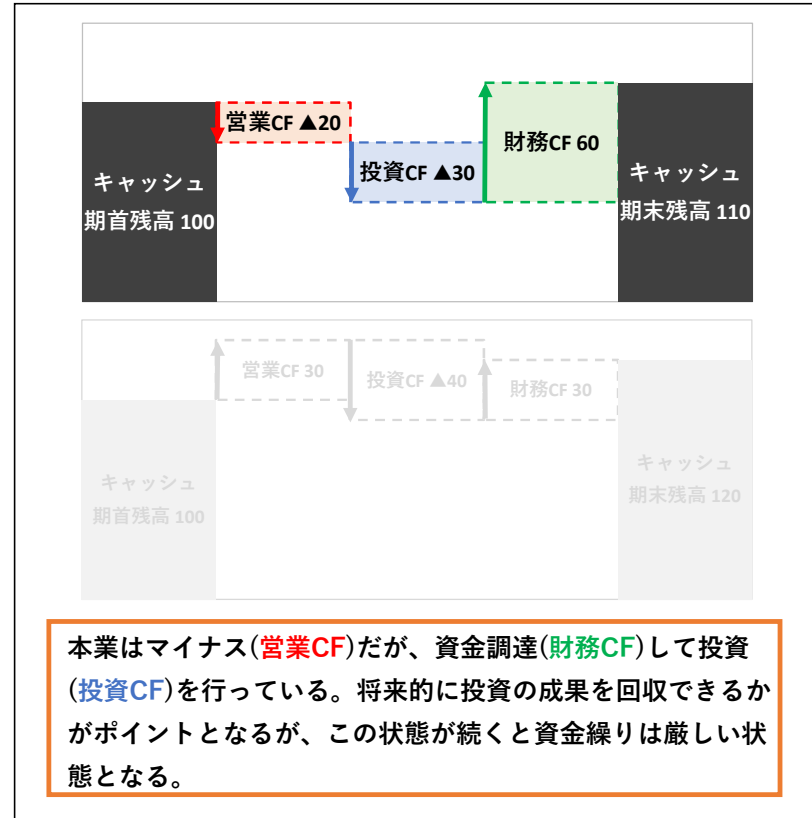 営業CF ▲20
投資CF ▲30
財務CF 60
キャッシュ
期首残高 100
キャッシュ
期末残高 110
営業CF 30
投資CF ▲40
財務CF 30
キャッシュ
期首残高 100
キャッシュ
期末残高 120
本業はマイナス(営業CF)だが、資金調達(財務CF)して投資
(投資CF)を行っている。将来的に投資の成果を回収できるか
がポイントとなるが、この状態が続くと資金繰りは厳しい状
態となる。